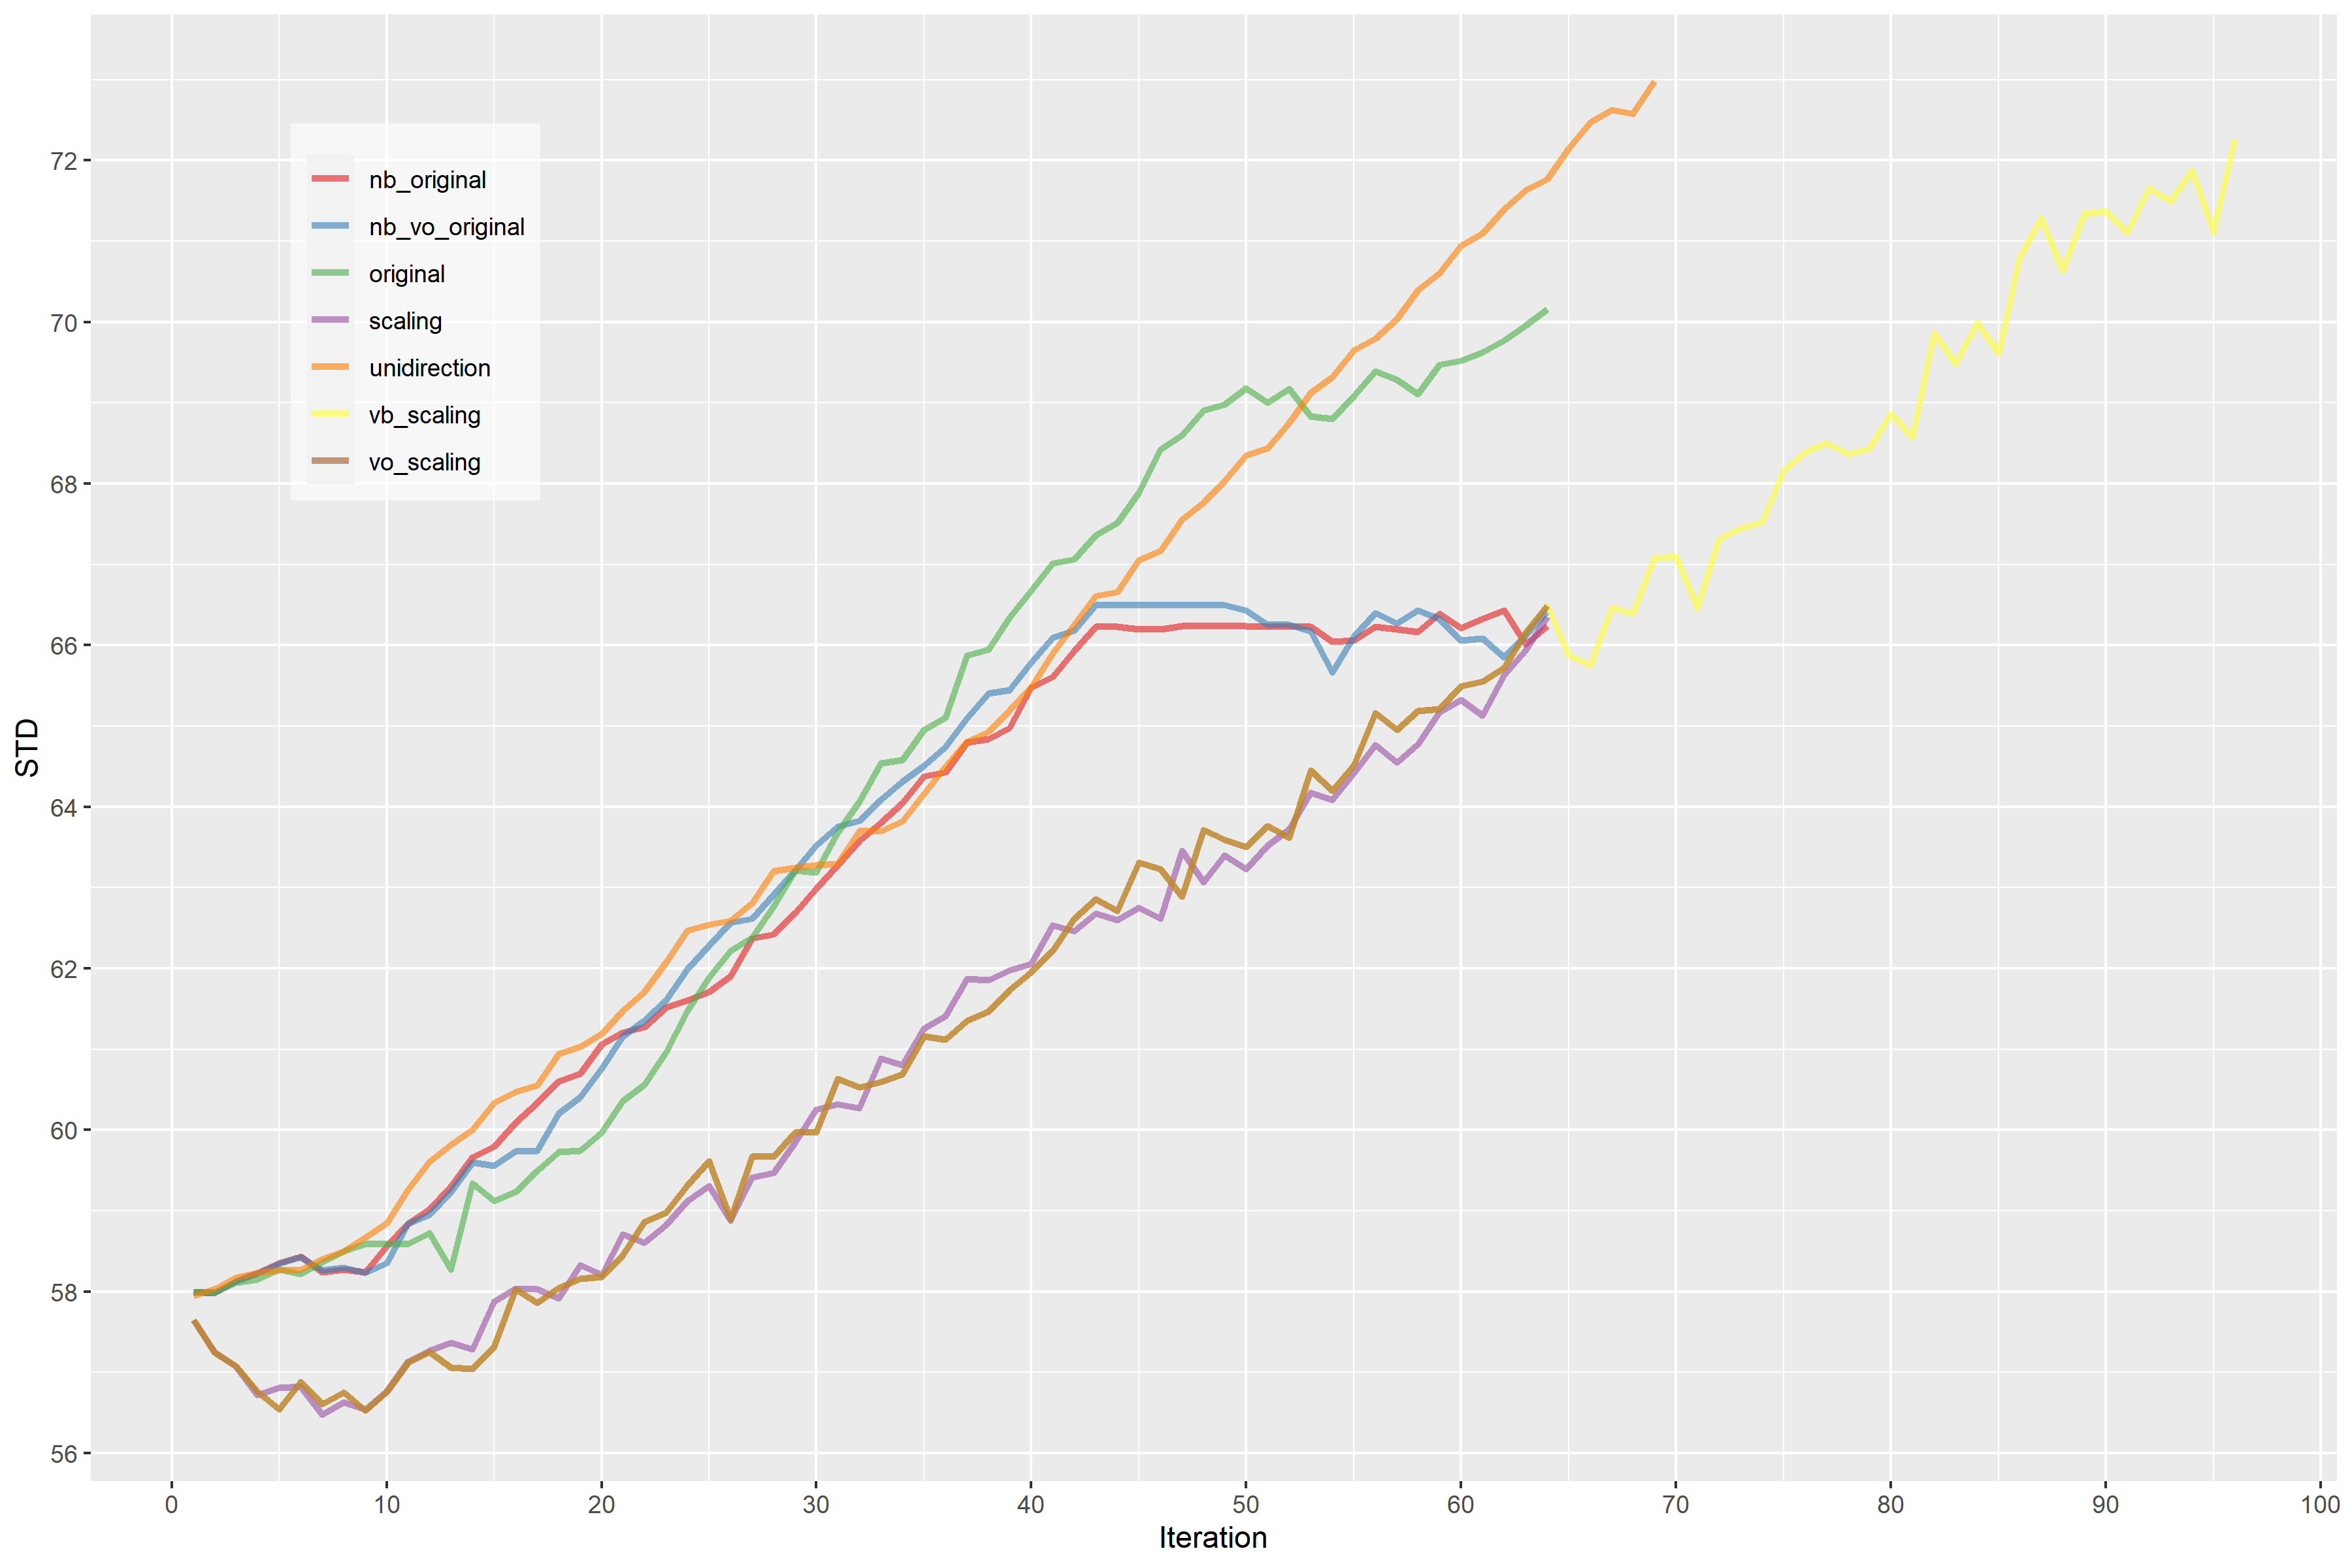 nb_original
nb_vo_original
original
scaling
unidirection
vb_scaling
vo_scaling
STD
72
70
68
66
64
62
60
58
56
0 10 20 30 40 50 60 70 80 90 100
Iteration